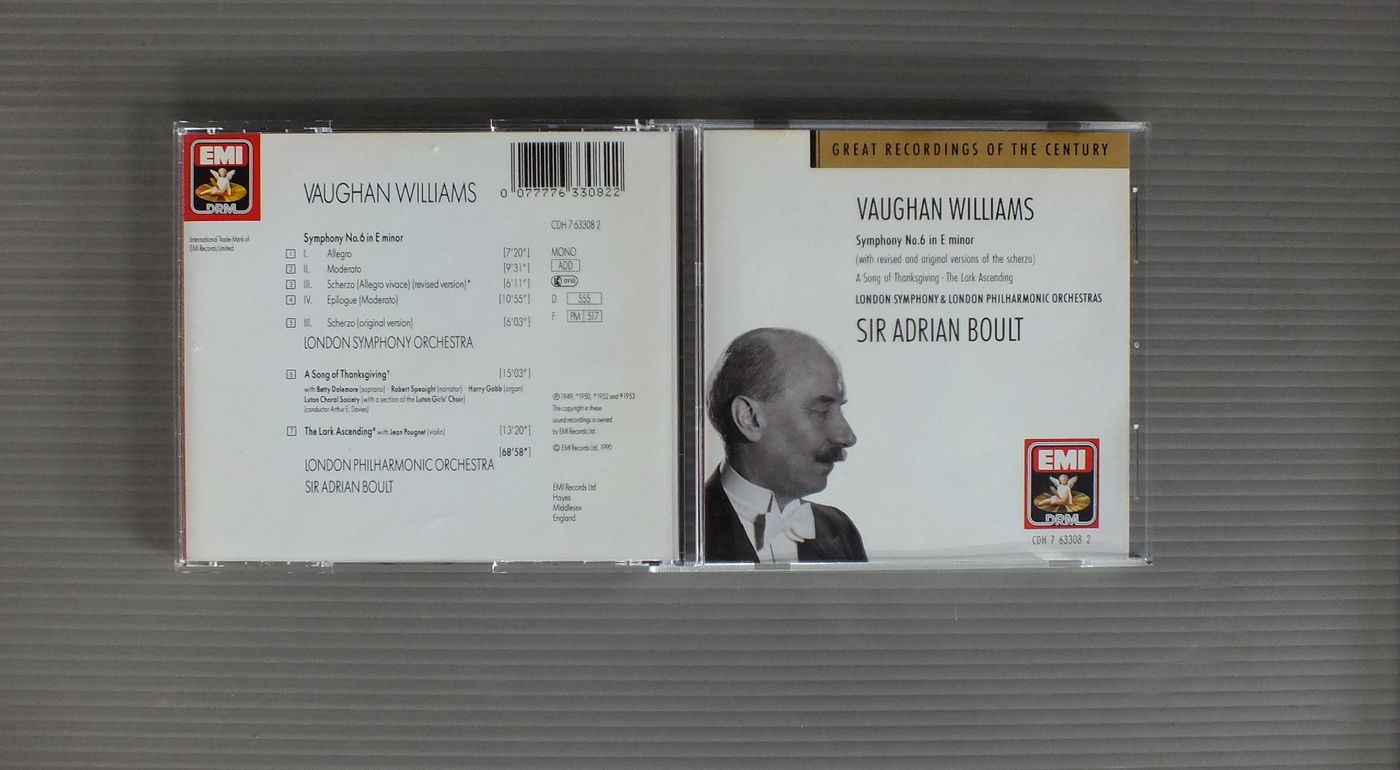 EMI
DRM
International Trade Mark of
EMI Records Limited
VAUGHAN WILLIAMS
0 077776 330822
CDH 7 63308 2
Symphony No.6 in E minor
1 I. Allegro [7'20"]
2 II. Moderato [9'31"]
3 III. Scherzo (Allegro vivace) (revised version)* [6'11"]
4 IV. Epilogue (Moderato) [10'55"]
5 III. Scherzo (original version) [6'03"]
LONDON SYMPHONY ORCHESTRA
MONO
ADD
0110
D 555
F PM 517
6 A Song of Thanksgiving† [15'03"]
with Betty Dolemore (soprano) · Robert Speaight (narrator) · Harry Gabb (organ)
Luton Choral Society (with a section of the Luton Girls' Choir)
(conductor Arthur E. Davies)
7 The Lark Ascending# with Jean Pougnet (violin) [13'20"]
[68'58"]
LONDON PHILHARMONIC ORCHESTRA
SIR ADRIAN BOULT
Ⓟ 1949, *1950, †1952 and #1953
The copyright in these
sound recordings is owned
by EMI Records Ltd.
© EMI Records Ltd, 1990
EMI Records Ltd
Hayes
Middlesex
England
GREAT RECORDINGS OF THE CENTURY
VAUGHAN WILLIAMS
Symphony No.6 in E minor
(with revised and original versions of the scherzo)
A Song of Thanksgiving · The Lark Ascending
LONDON SYMPHONY & LONDON PHILHARMONIC ORCHESTRAS
SIR ADRIAN BOULT
EMI
DRM
CDH 7 63308 2